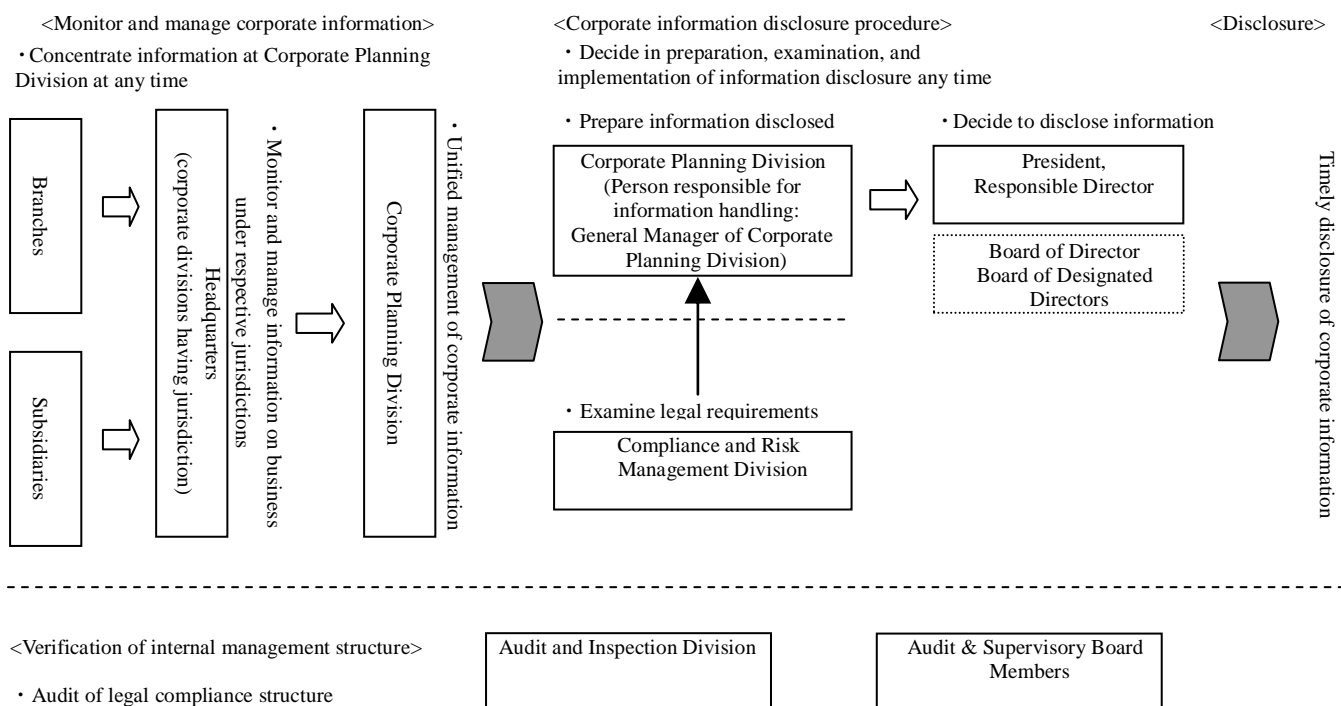 <Monitor and manage corporate information>
・Concentrate information at Corporate Planning
Division at any time
Branches
Subsidiaries
Headquarters
(corporate divisions having jurisdiction)
・Monitor and manage information on business
under respective jurisdictions
Corporate Planning Division
・Unified management of corporate information
<Corporate information disclosure procedure>
・Decide in preparation, examination, and
implementation of information disclosure any time
・Prepare information disclosed
Corporate Planning Division
(Person responsible for
information handling:
General Manager of Corporate
Planning Division)
・Examine legal requirements
Compliance and Risk
Management Division
・Decide to disclose information
President,
Responsible Director
Board of Director
Board of Designated
Directors
<Disclosure>
Timely disclosure of corporate information
<Verification of internal management structure>
・Audit of legal compliance structure
Audit and Inspection Division
Audit & Supervisory Board
Members